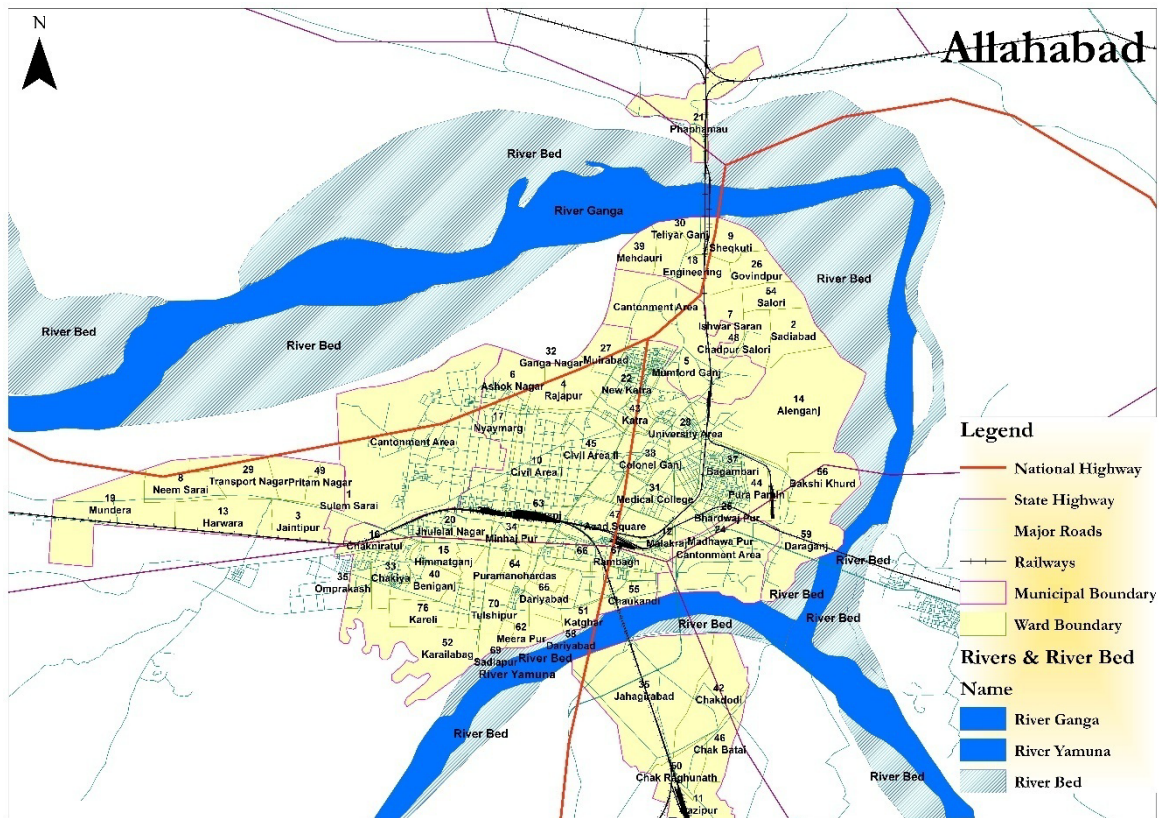 N
Allahabad
21
Phaphamau
River Bed
River Ganga
30
Teliyar Ganj
9
Sheqkuti
39
Mehdauri
18
Engineering
26
Govindpur
River Bed
54
Salori
Cantonment Area
7
Ishwar Saran
2
Sadiabad
48
Chadpur Salori
River Bed
River Bed
32
Ganga Nagar
27
Muirabad
5
Mumford Ganj
6
Ashok Nagar
4
Rajapur
22
New Katra
14
Alenganj
17
Nyaymarg
43
Katra
University Area
Cantonment Area
45
Civil Area II
10
Civil Area I
38
Colonel Ganj
37
Bagambari
56
Bakshi Khurd
29
Transport Nagar
49
Pritam Nagar
8
Neem Sarai
44
31
Medical College
1
Sulem Sarai
19
Mundera
13
Harwara
3
Jaintipur
63
47
Azad Square
Bhardwaj Pur
20
Jhulelal Nagar
34
Minhaj Pur
12
Malakraj
24
Madhawa Pur
59
Daraganj
16
Chakniratul
66
Rambagh
Cantonment Area
River Bed
15
Himmatganj
33
Chakiya
64
Puramanohardas
35
Omprakash
40
Beniganj
65
Dariyabad
55
Chaukandi
River Bed
76
Kareli
70
Tulshipur
51
Katghar
River Bed
62
Meera Pur
58
Dariyabad
River Bed
52
Karailabag
69
Sadiapur
River Bed
River Yamuna
35
Jahagirabad
42
Chakdodi
River Bed
46
Chak Batai
50
Chak Raghunath
River Bed
11
Legend
National Highway
State Highway
Major Roads
Railways
Municipal Boundary
Ward Boundary
Rivers & River Bed
Name
River Ganga
River Yamuna
River Bed